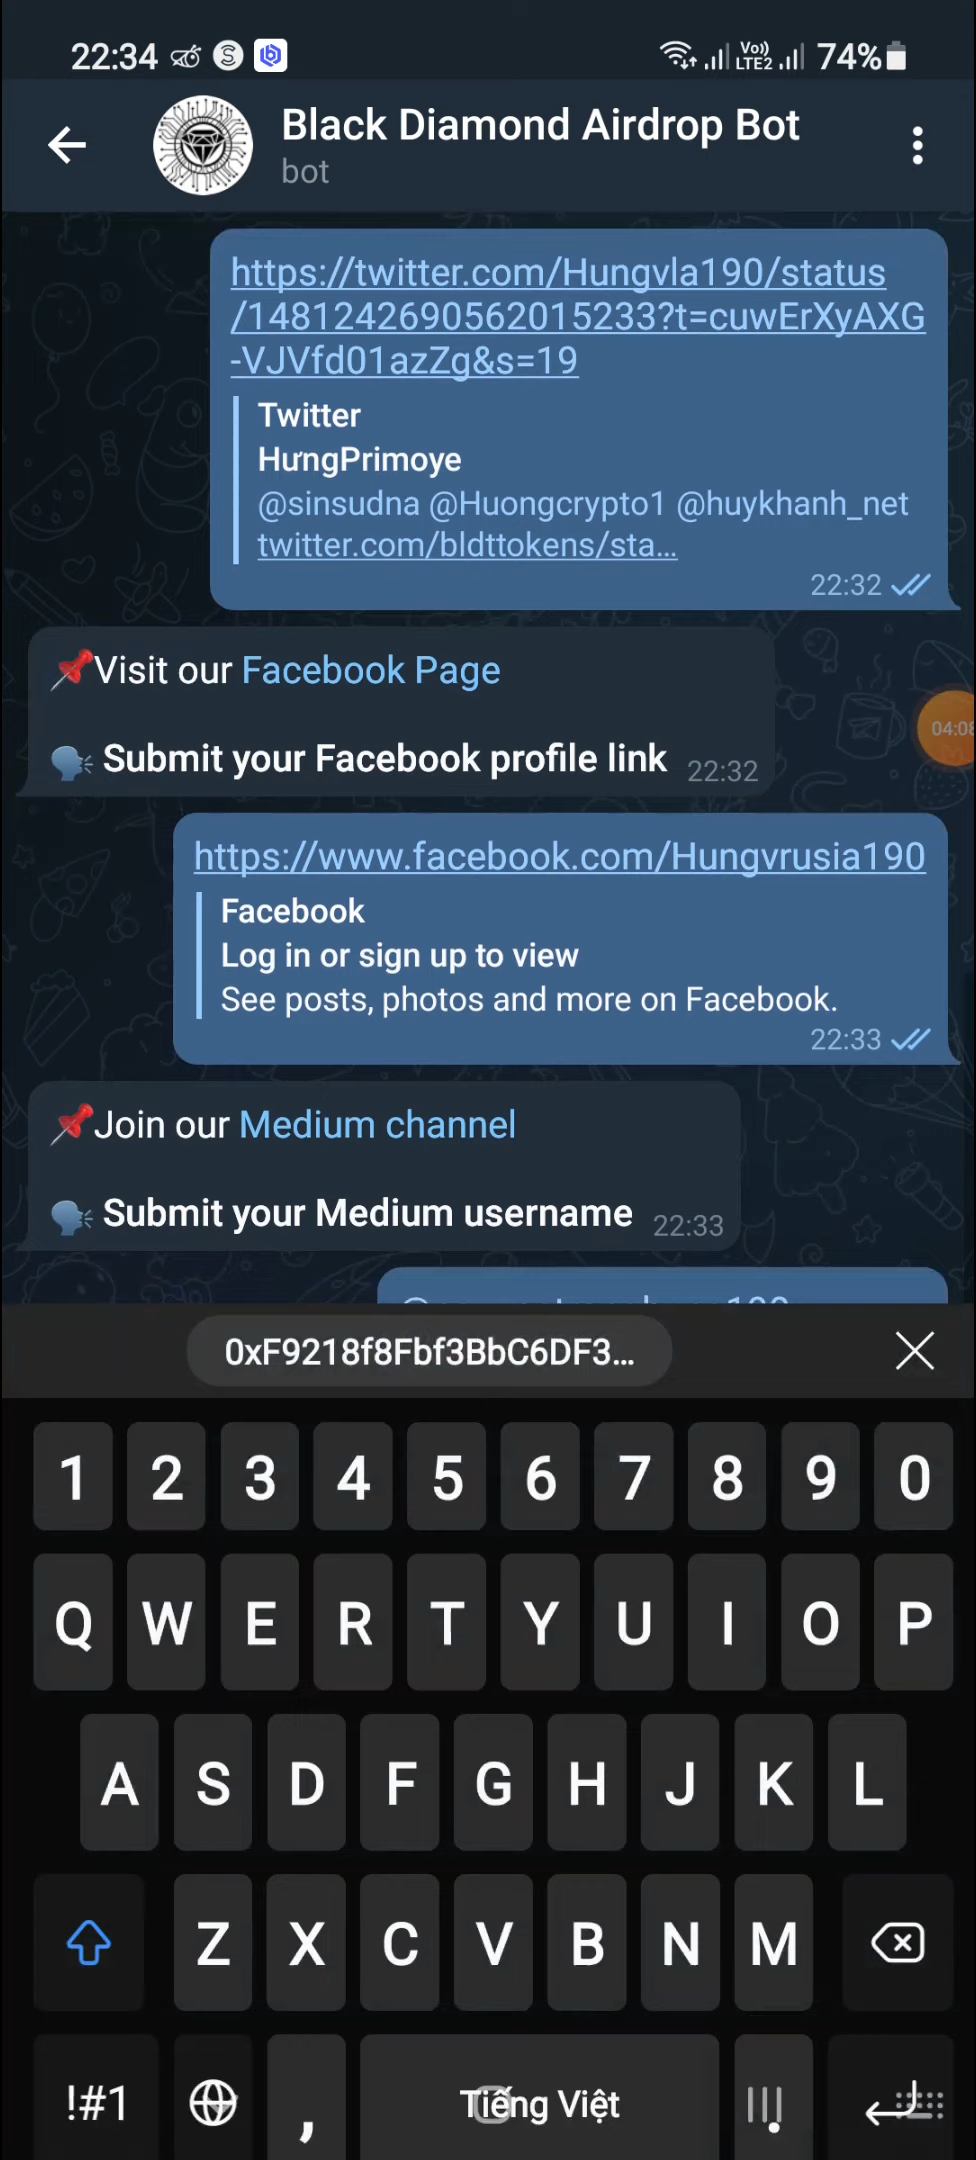 22:34
Vo))
LTE2
74%
Black Diamond Airdrop Bot
bot
https://twitter.com/Hungvla190/status
/1481242690562015233?t=cuwErXyAXG
-VJVfd01azZg&s=19
Twitter
HưngPrimoye
@sinsudna @Huongcrypto1 @huykhanh_net
twitter.com/bldttokens/sta...
22:32
📌Visit our Facebook Page
04:08
🗣 Submit your Facebook profile link 22:32
https://www.facebook.com/Hungvrusia190
Facebook
Log in or sign up to view
See posts, photos and more on Facebook.
22:33
📌Join our Medium channel
🗣 Submit your Medium username 22:33
0xF9218f8Fbf3BbC6DF3...
1 2 3 4 5 6 7 8 9 0
Q W E R T Y U I O P
A S D F G H J K L
Z X C V B N M
!#1 , Tiếng Việt .